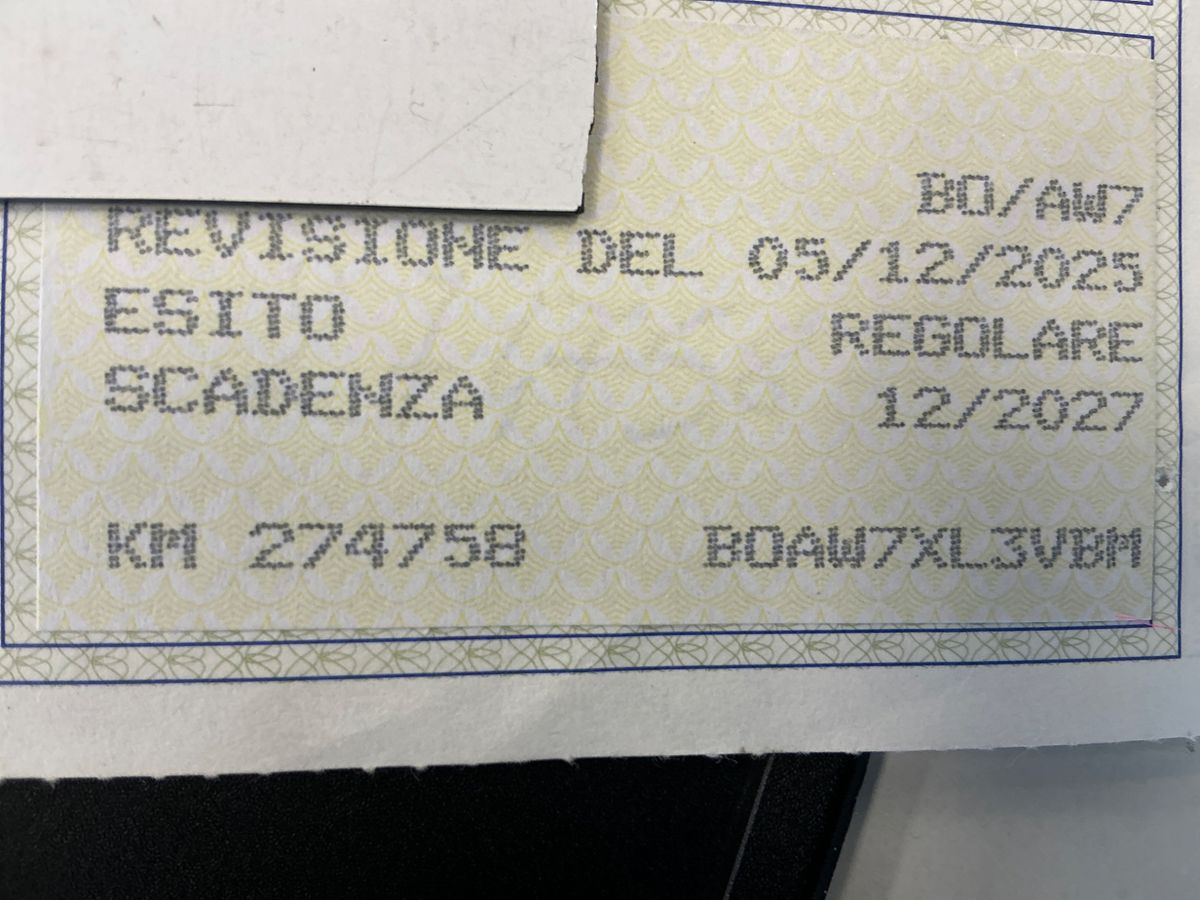 BO/AW7
REVISIONE DEL 05/12/2025
ESITO REGOLARE
SCADENZA 12/2027
KM 274758 BOAW7XL3VBM